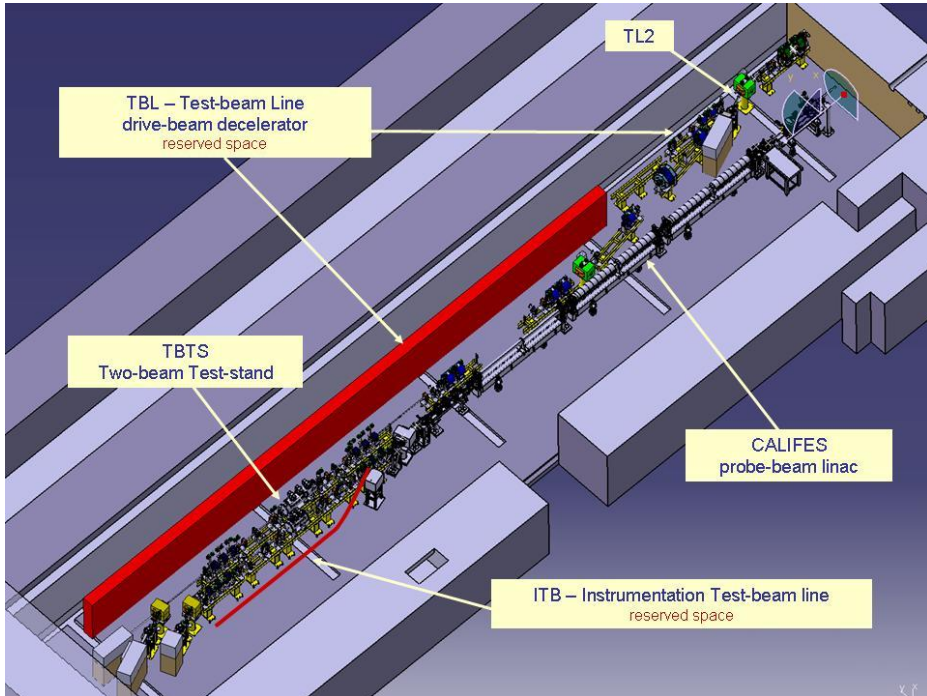 TL2
TBL – Test-beam Line
drive-beam decelerator
reserved space
TBTS
Two-beam Test-stand
CALIFES
probe-beam linac
ITB – Instrumentation Test-beam line
reserved space
y
x